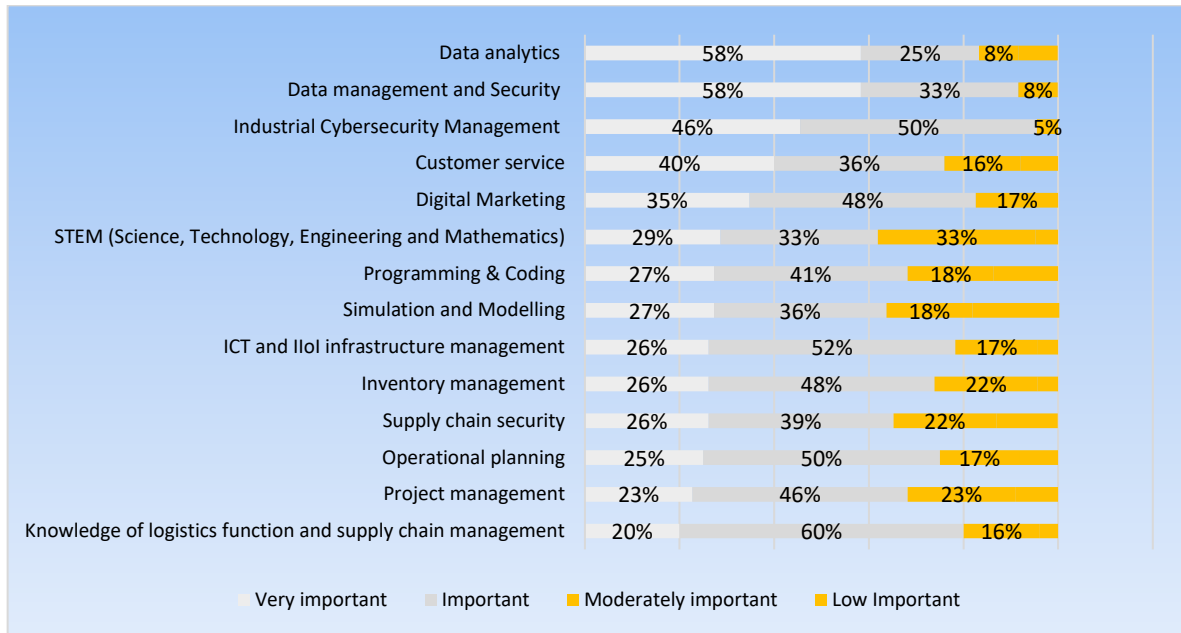 Data analytics 58% 25% 8%
Data management and Security 58% 33% 8%
Industrial Cybersecurity Management 46% 50% 5%
Customer service 40% 36% 16%
Digital Marketing 35% 48% 17%
STEM (Science, Technology, Engineering and Mathematics) 29% 33% 33%
Programming & Coding 27% 41% 18%
Simulation and Modelling 27% 36% 18%
ICT and IIoI infrastructure management 26% 52% 17%
Inventory management 26% 48% 22%
Supply chain security 26% 39% 22%
Operational planning 25% 50% 17%
Project management 23% 46% 23%
Knowledge of logistics function and supply chain management 20% 60% 16%
Very important Important Moderately important Low Important